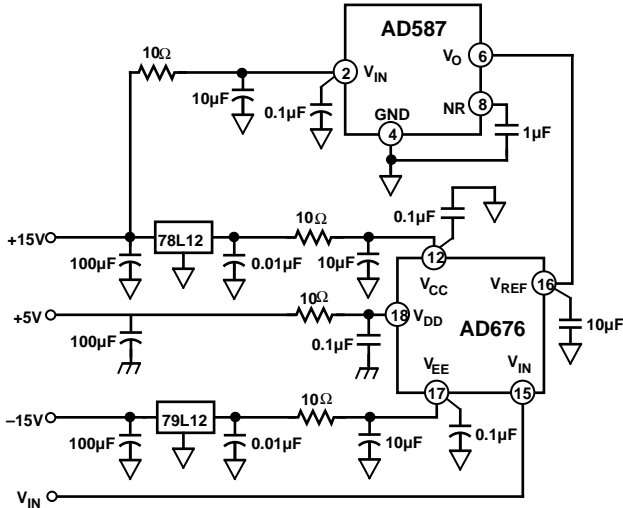 AD587
10Ω
2
V_IN
V_O
6
10µF
0.1µF
GND
4
NR
8
1µF
+15V
78L12
100µF
0.01µF
10Ω
10µF
0.1µF
12
V_CC
V_REF
16
10µF
+5V
100µF
10Ω
0.1µF
18
V_DD
AD676
V_EE
17
V_IN
15
0.1µF
–15V
79L12
100µF
0.01µF
10Ω
10µF
V_IN